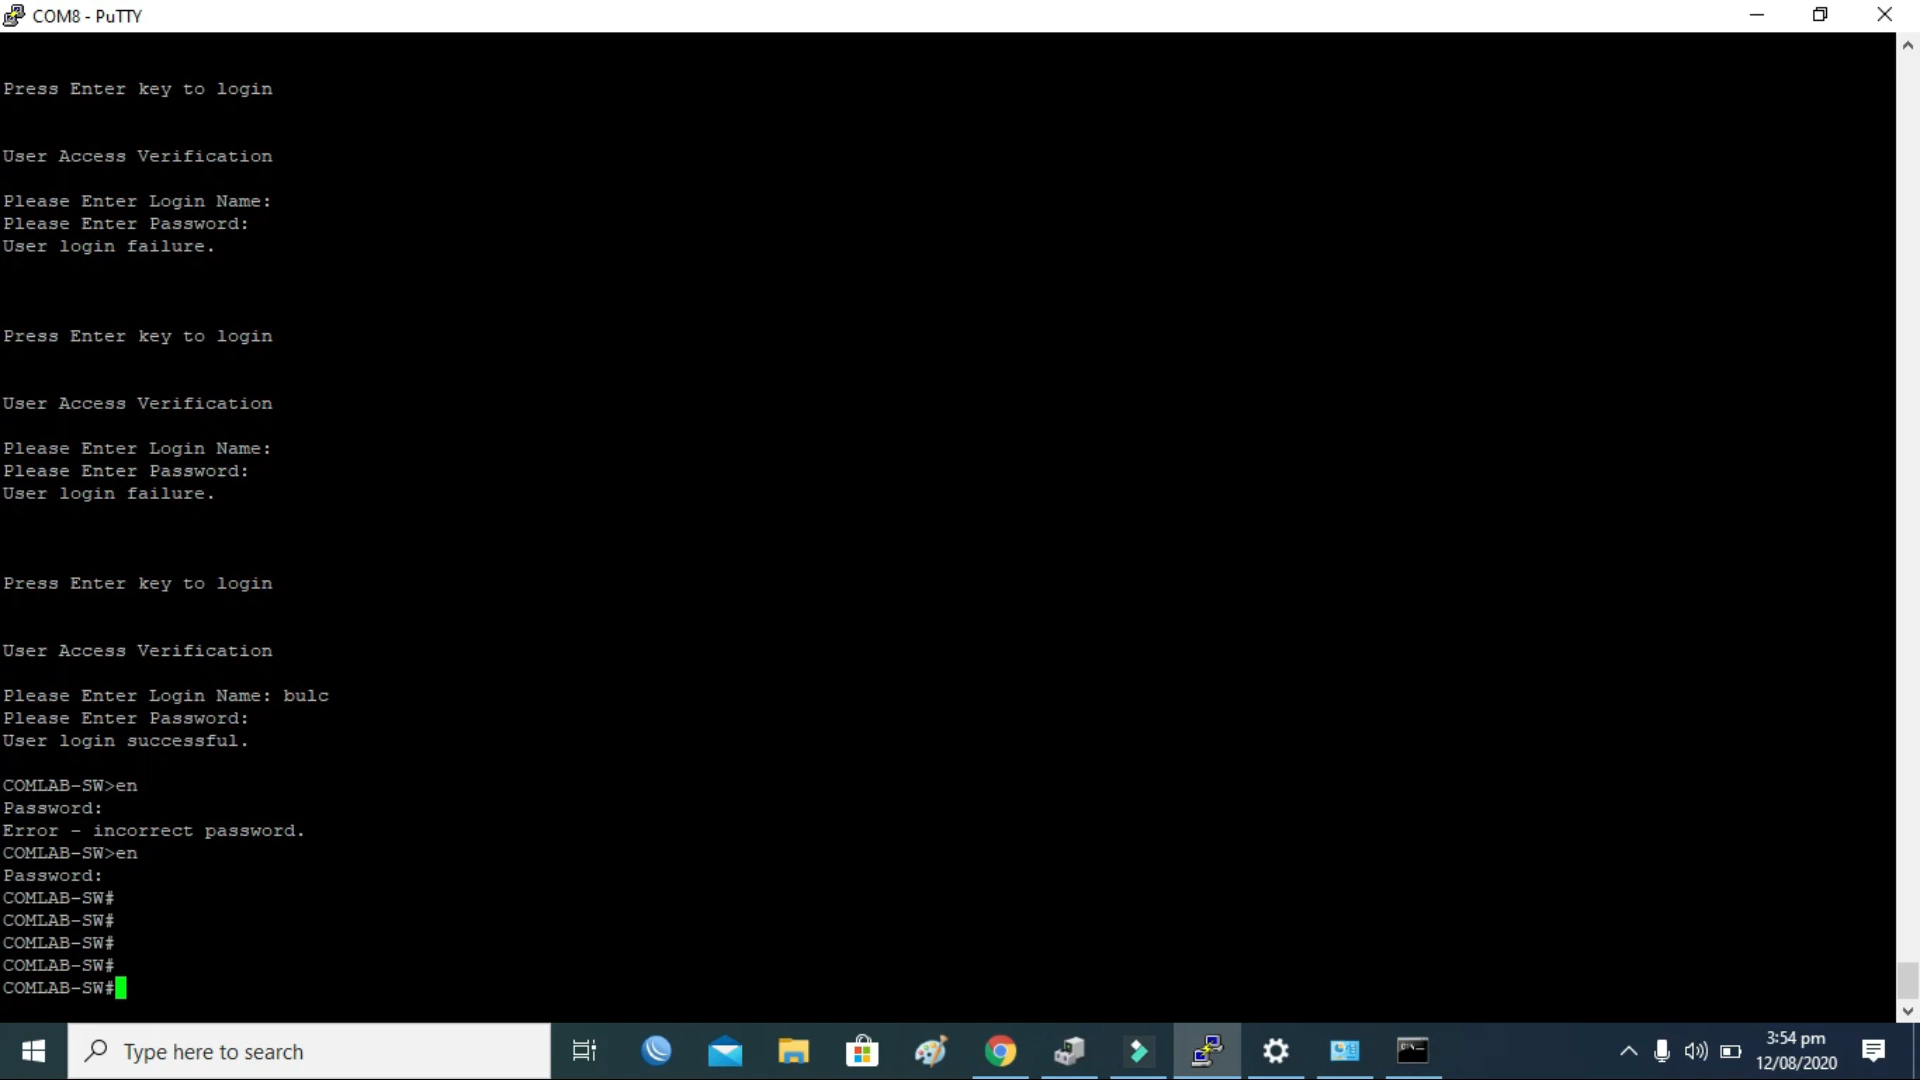 COM8 - PuTTY
Press Enter key to login
User Access Verification
Please Enter Login Name:
Please Enter Password:
User login failure.
Press Enter key to login
User Access Verification
Please Enter Login Name:
Please Enter Password:
User login failure.
Press Enter key to login
User Access Verification
Please Enter Login Name: bulc
Please Enter Password:
User login successful.
COMLAB-SW>en
Password:
Error - incorrect password.
COMLAB-SW>en
Password:
COMLAB-SW#
COMLAB-SW#
COMLAB-SW#
COMLAB-SW#
COMLAB-SW#
Type here to search
3:54 pm
12/08/2020